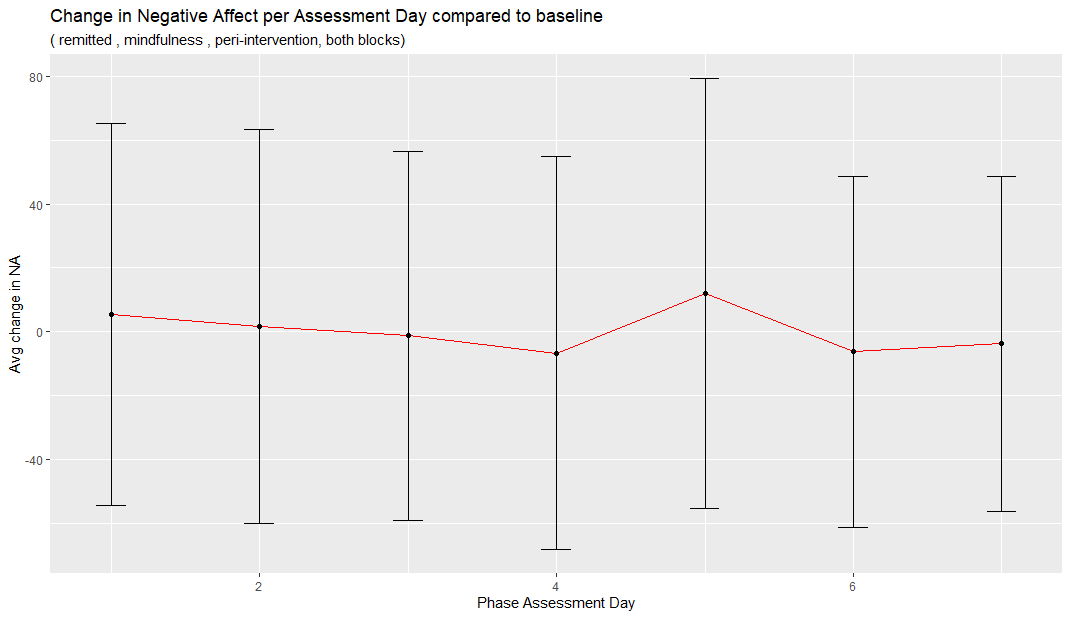 Change in Negative Affect per Assessment Day compared to baseline
( remitted , mindfulness , peri-intervention, both blocks)
Avg change in NA
80
40
0
-40
2
4
6
Phase Assessment Day